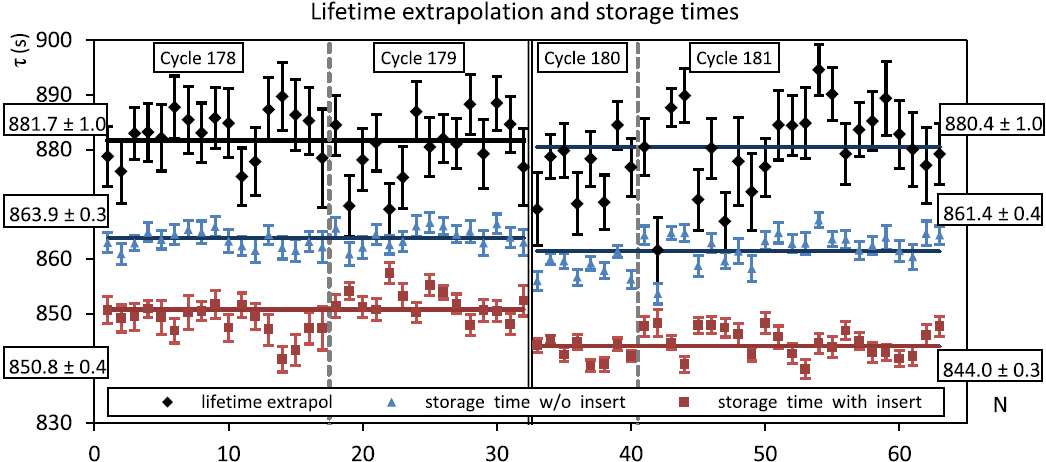 Lifetime extrapolation and storage times
τ (s)
900
890
880
860
850
830
Cycle 178
Cycle 179
Cycle 180
Cycle 181
881.7 ± 1.0
880.4 ± 1.0
863.9 ± 0.3
861.4 ± 0.4
850.8 ± 0.4
844.0 ± 0.3
lifetime extrapol
storage time w/o insert
storage time with insert
N
0
10
20
30
40
50
60